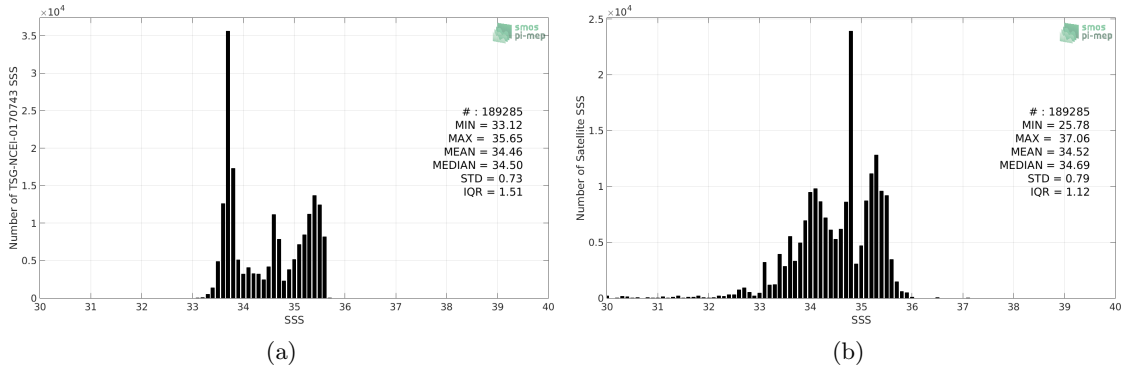 ×10⁴
smos
pi-mep
3.5
3
2.5
2
1.5
1
0.5
0
Number of TSG-NCEI-0170743 SSS
# : 189285
MIN = 33.12
MAX = 35.65
MEAN = 34.46
MEDIAN = 34.50
STD = 0.73
IQR = 1.51
30 31 32 33 34 35 36 37 38 39 40
SSS
(a)
×10⁴
smos
pi-mep
2.5
2
1.5
1
0.5
0
Number of Satellite SSS
# : 189285
MIN = 25.78
MAX = 37.06
MEAN = 34.52
MEDIAN = 34.69
STD = 0.79
IQR = 1.12
30 31 32 33 34 35 36 37 38 39 40
SSS
(b)